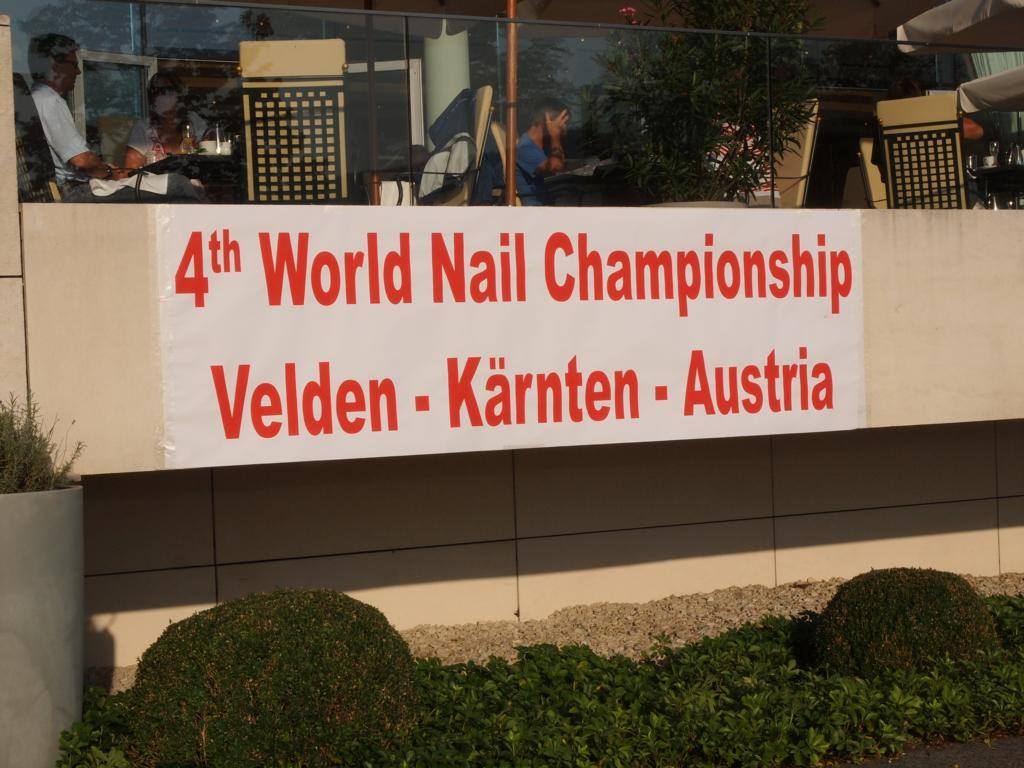 4th World Nail Championship
Velden - Kärnten - Austria